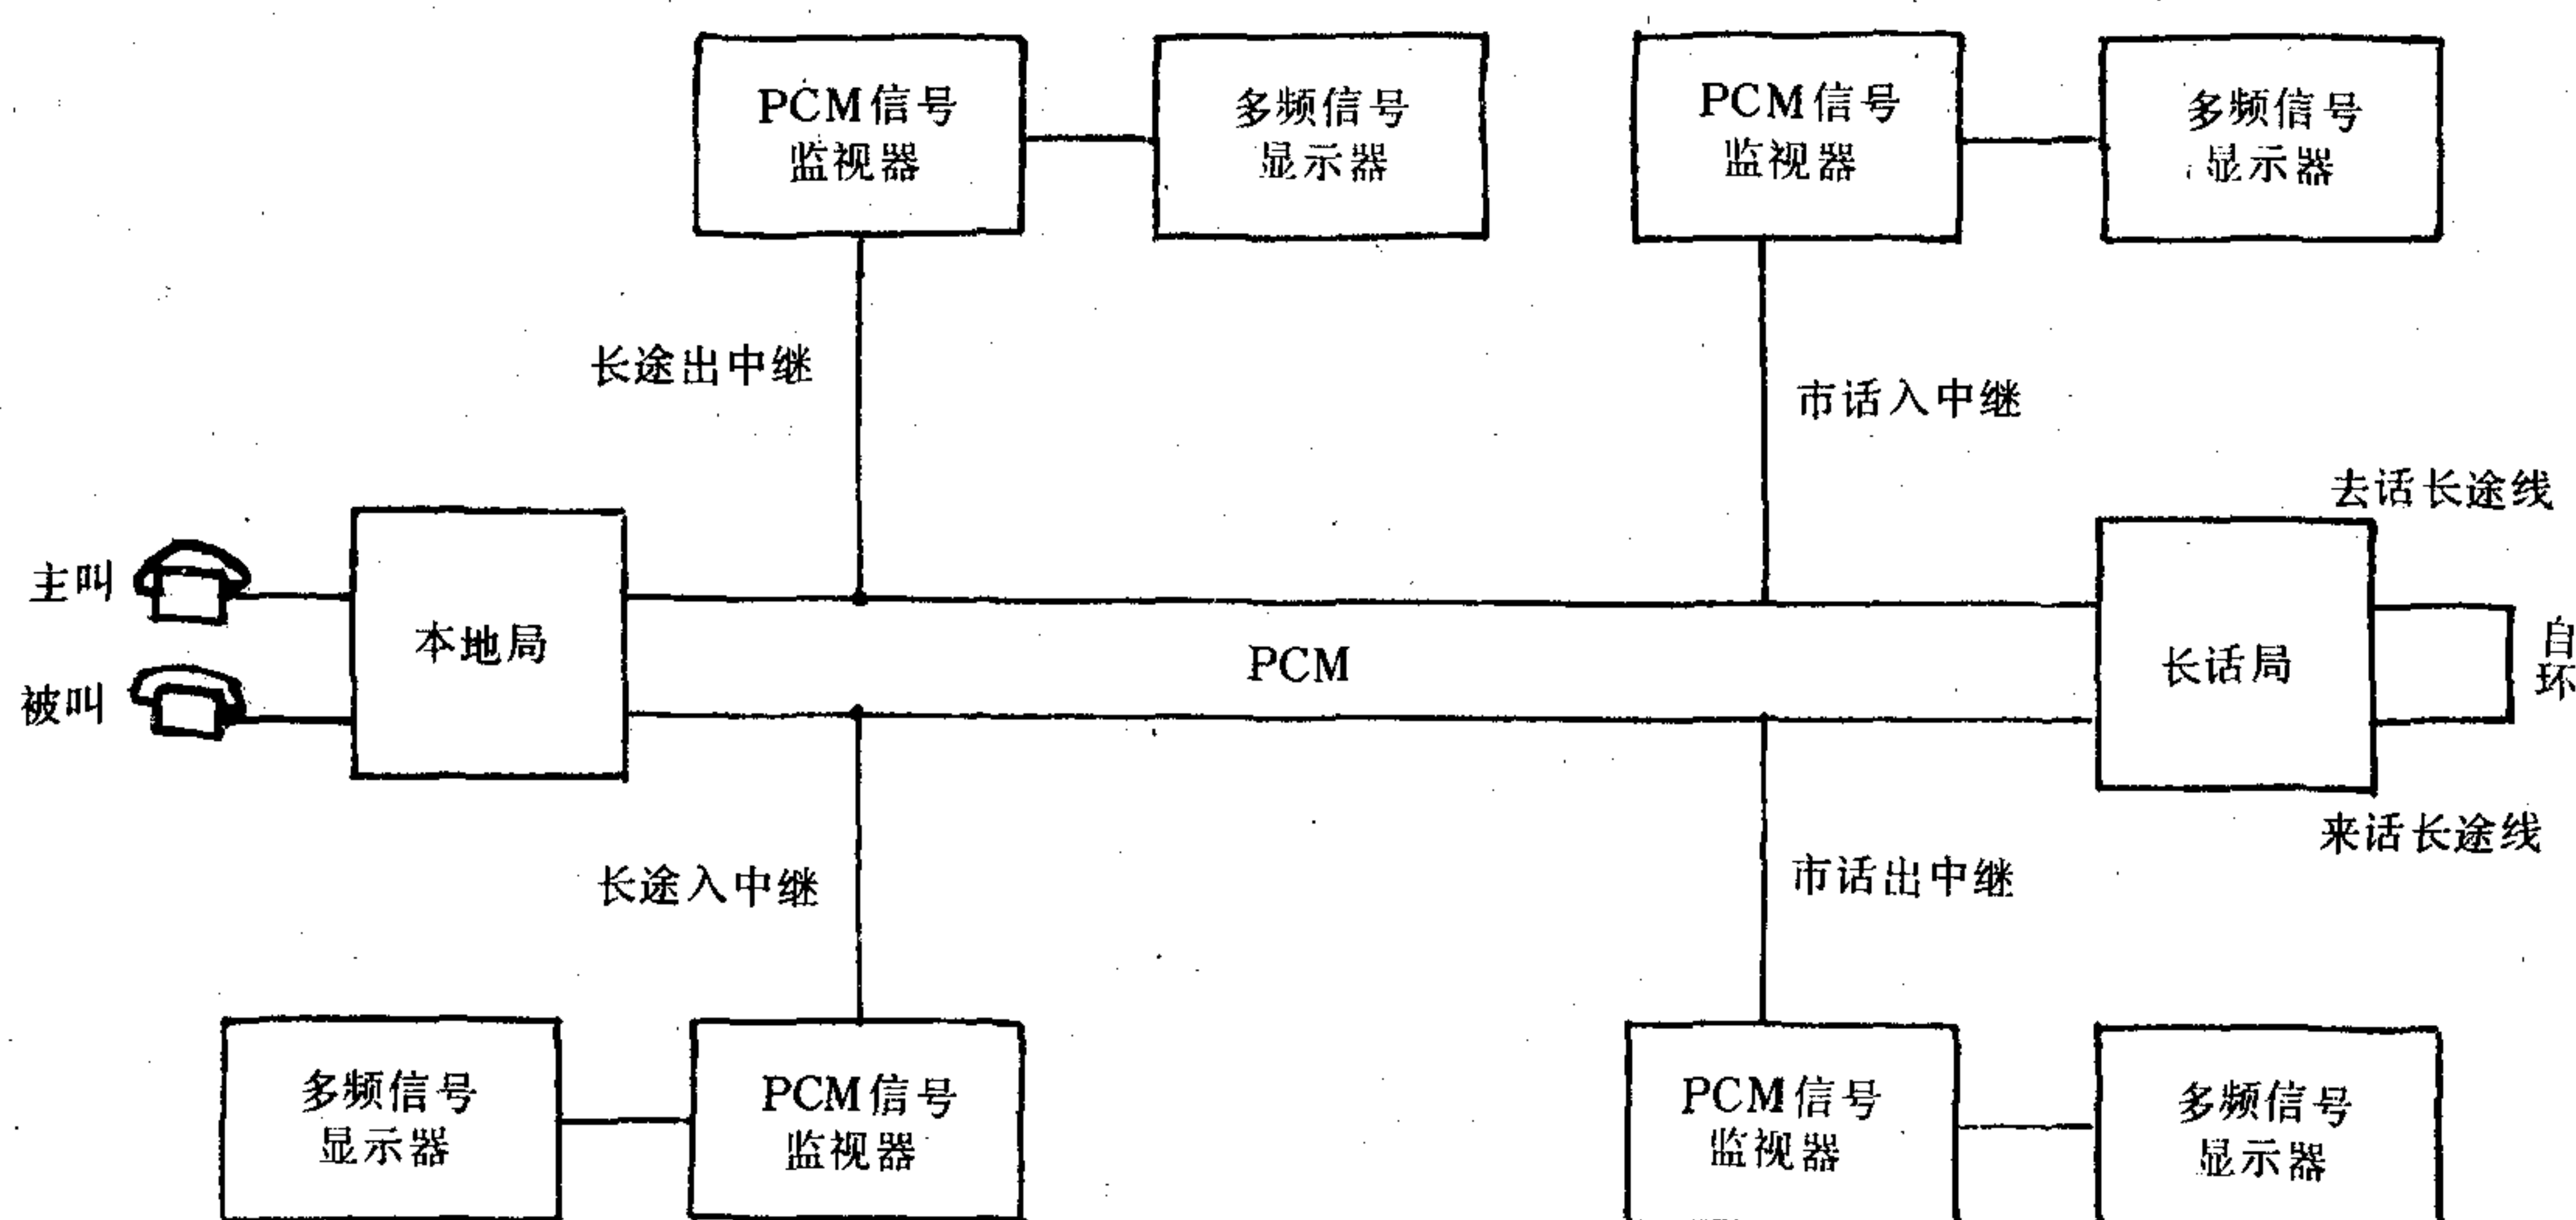 PCM信号
监视器
多频信号
显示器
PCM信号
监视器
多频信号
显示器
长途出中继
市话入中继
去话长途线
主叫
本地局
PCM
长话局
自
环
被叫
来话长途线
长途入中继
市话出中继
多频信号
显示器
PCM信号
监视器
PCM信号
监视器
多频信号
显示器